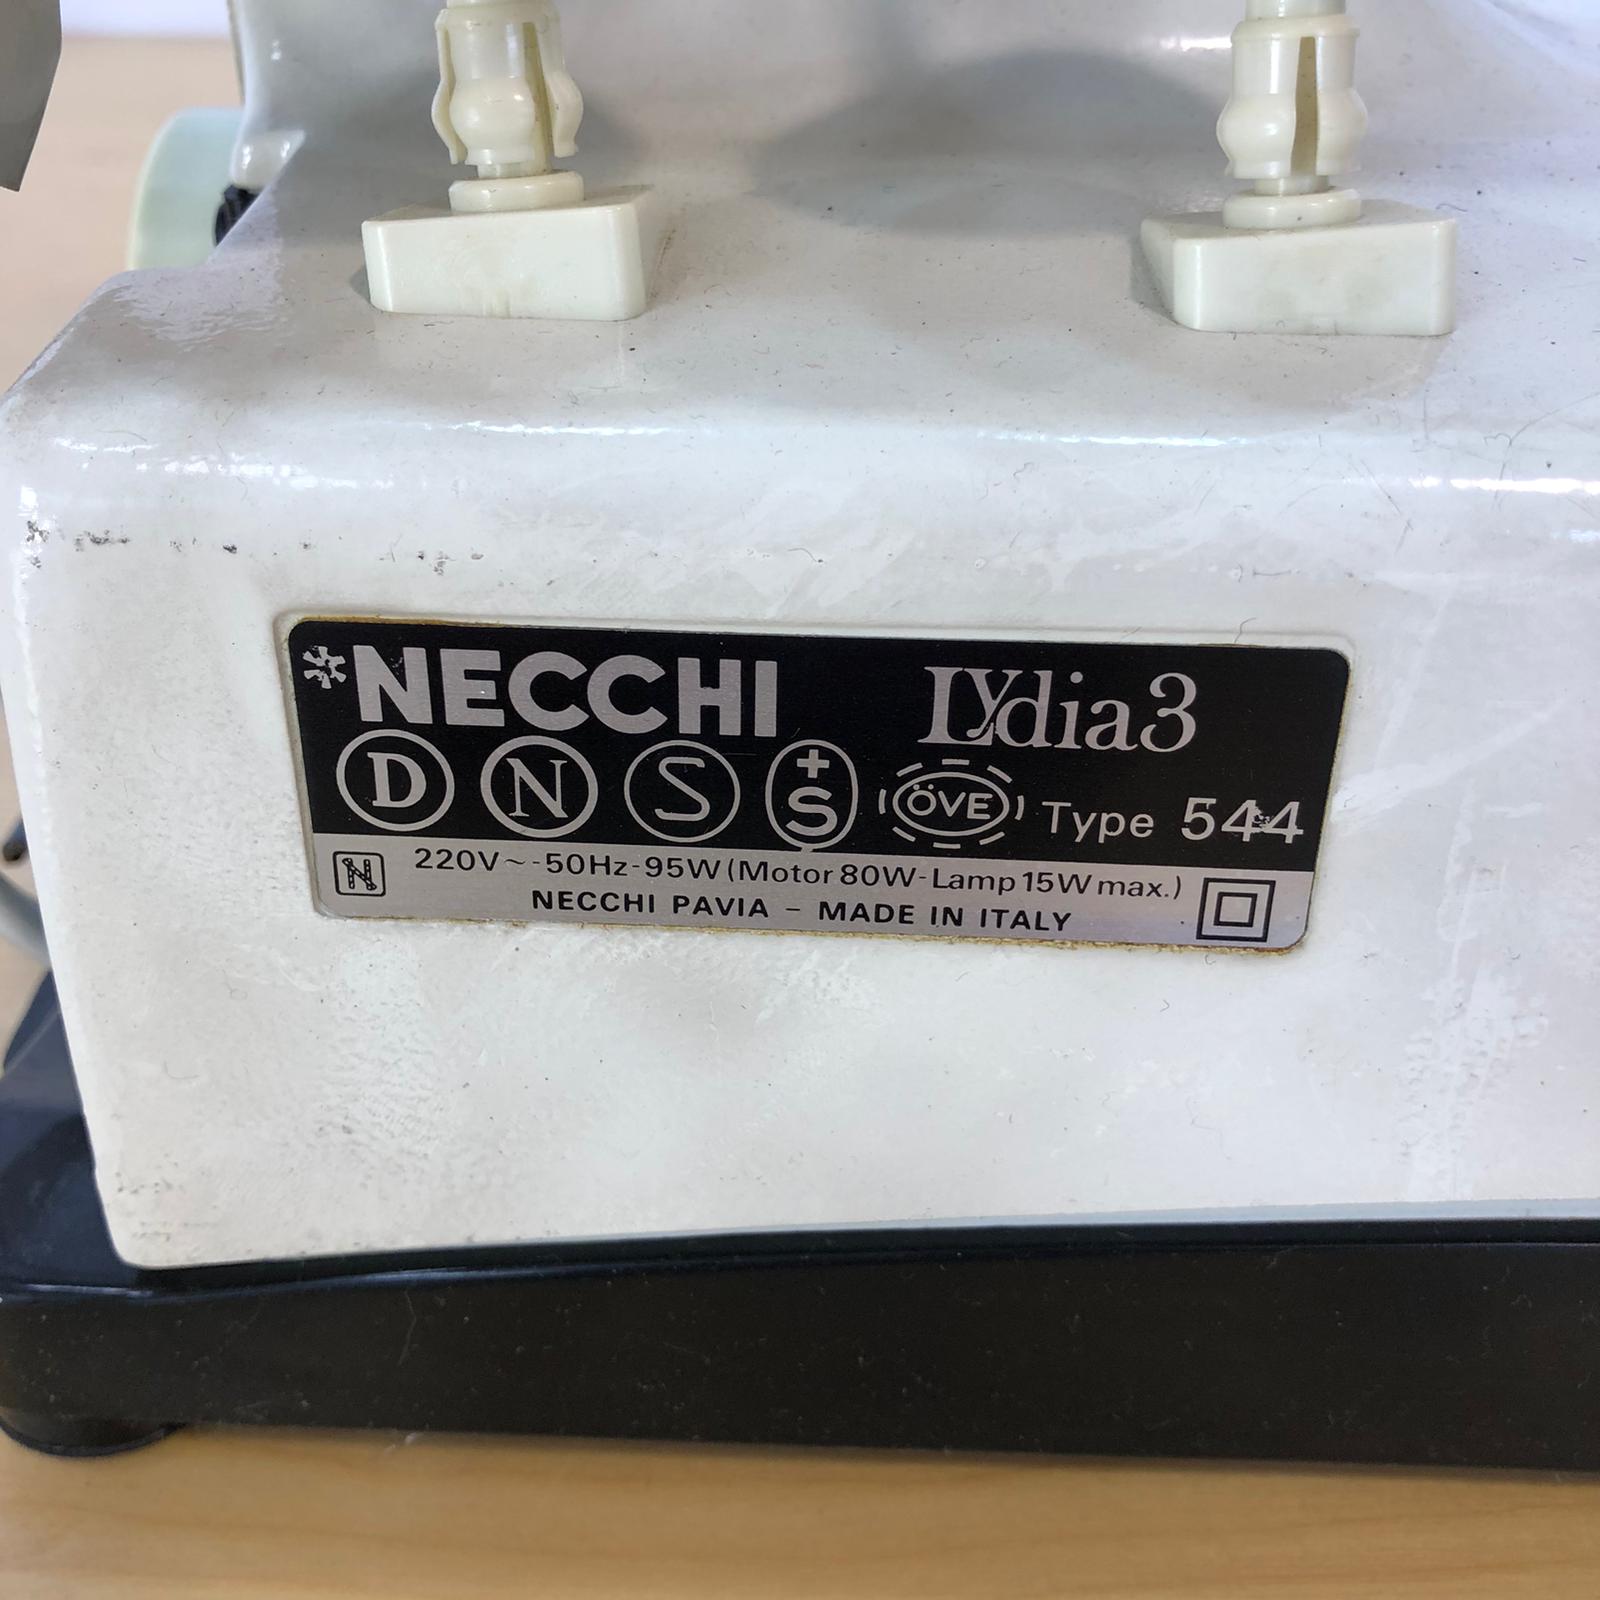 *NECCHI Lydia3
D N S +S ÖVE Type 544
N 220V~-50Hz-95W(Motor 80W-Lamp 15W max.)
NECCHI PAVIA - MADE IN ITALY